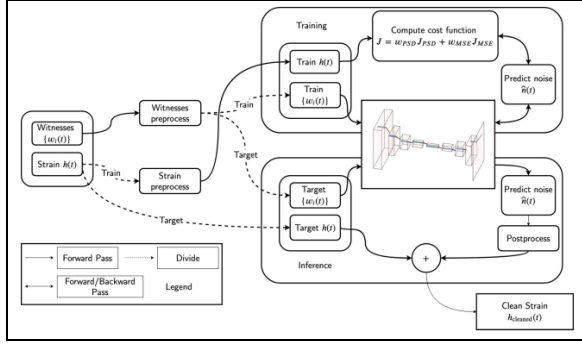 Training
Compute cost function
J = w_PSD J_PSD + w_MSE J_MSE
Train h(t)
Train
{w_i(t)}
Predict noise
n̂(t)
Witnesses
{w_i(t)}
Strain h(t)
Witnesses
preprocess
Strain
preprocess
Train
Target
Train
Target
Target
{w_i(t)}
Target h(t)
Predict noise
n̂(t)
Postprocess
+
Inference
Forward Pass
Divide
Forward/Backward
Pass
Legend
Clean Strain
h_cleaned(t)